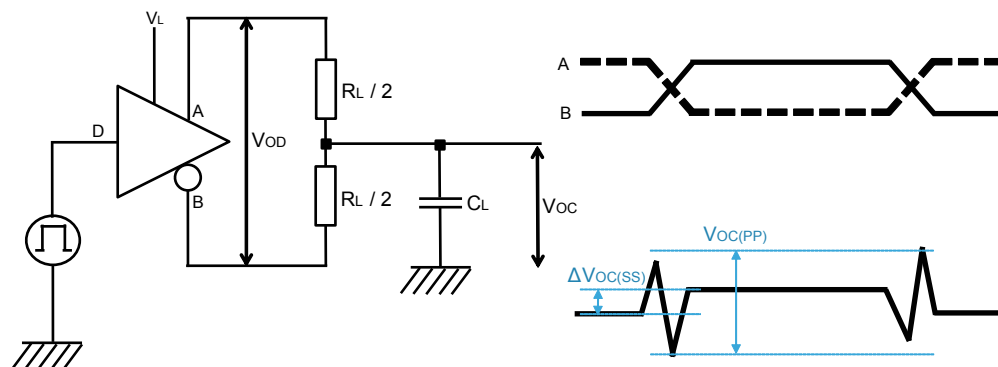 VL
A
D
B
VOD
RL / 2
RL / 2
CL
VOC
A
B
VOC(PP)
ΔVOC(SS)